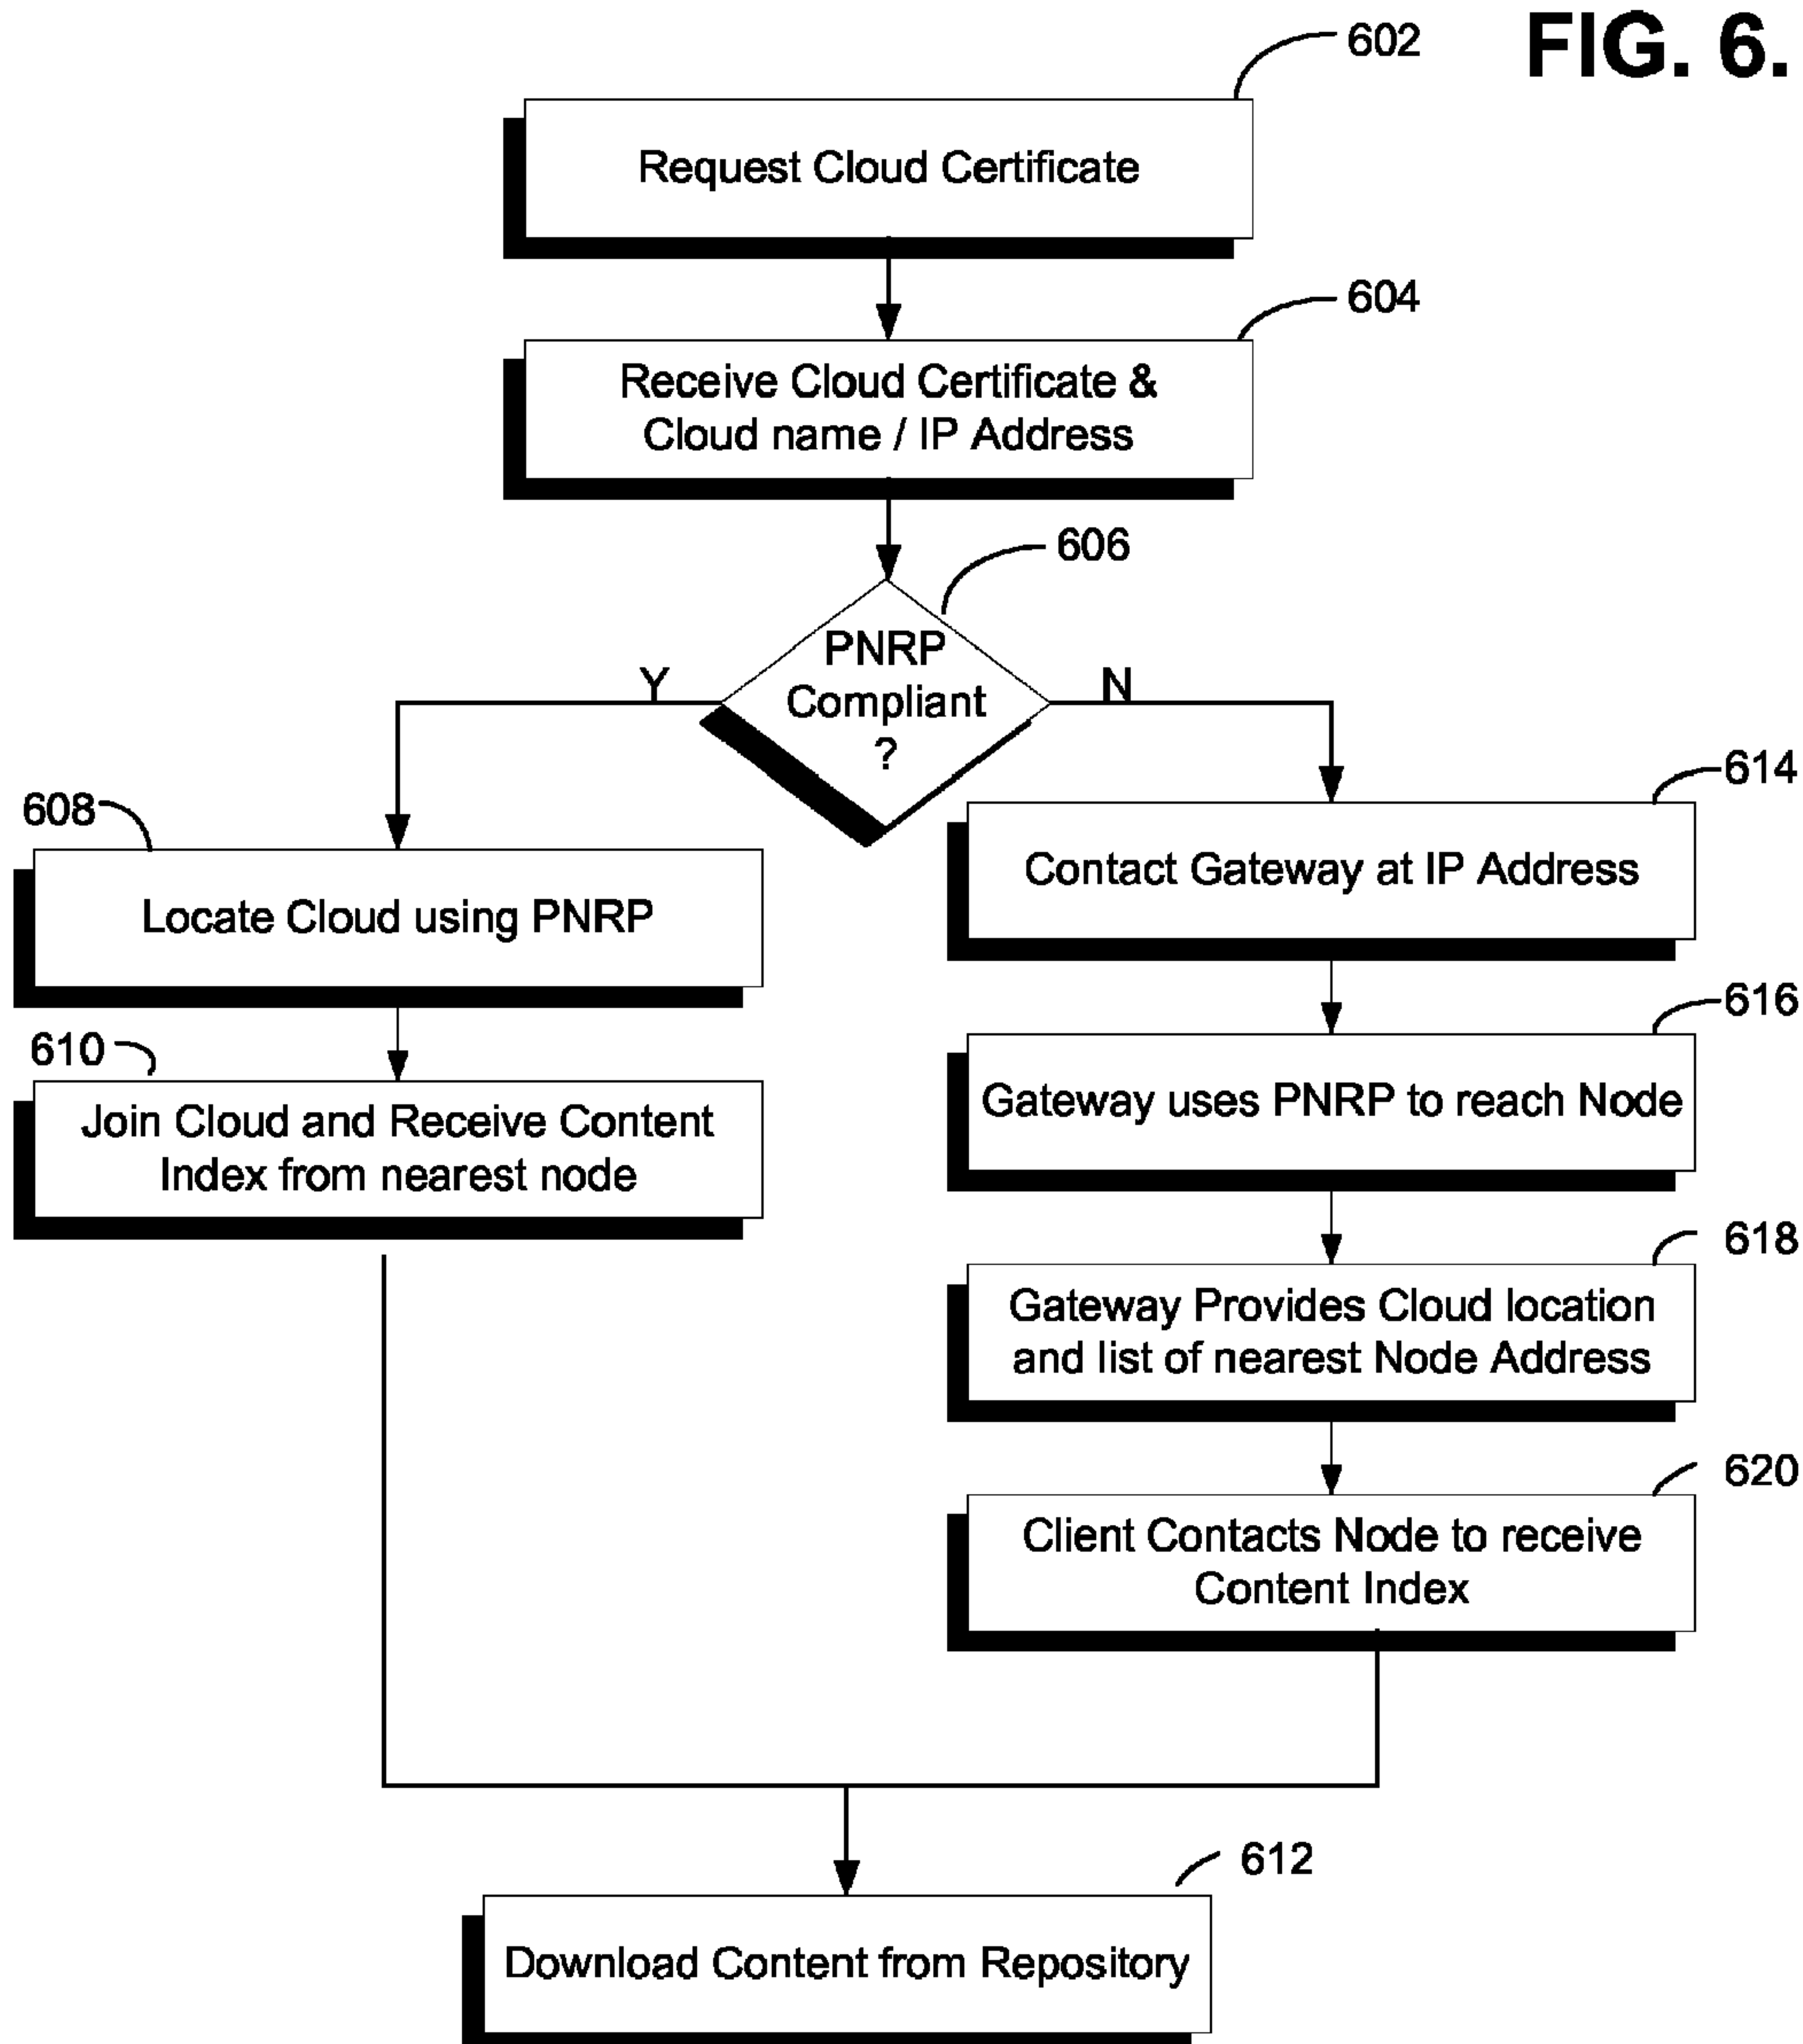 FIG. 6.
602
Request Cloud Certificate
604
Receive Cloud Certificate &
Cloud name / IP Address
606
PNRP
Compliant
?
Y
N
608
Locate Cloud using PNRP
610
Join Cloud and Receive Content
Index from nearest node
614
Contact Gateway at IP Address
616
Gateway uses PNRP to reach Node
618
Gateway Provides Cloud location
and list of nearest Node Address
620
Client Contacts Node to receive
Content Index
612
Download Content from Repository